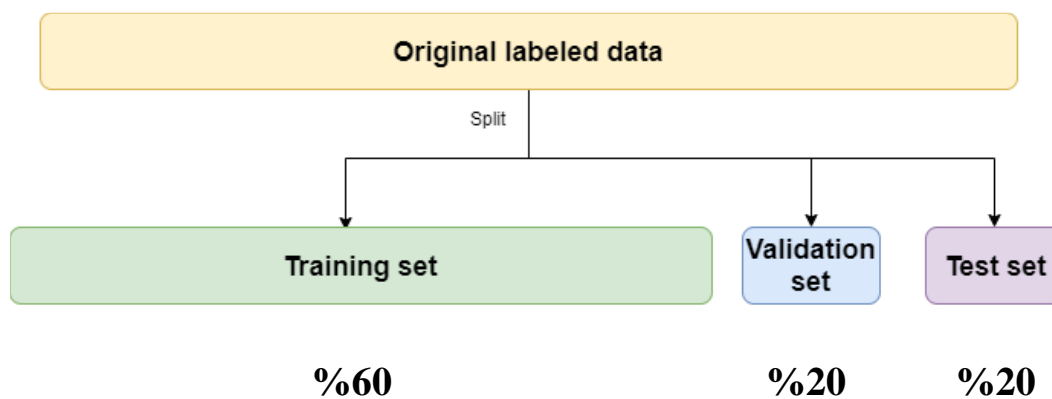 Original labeled data
Split
Training set
Validation
set
Test set
%60
%20
%20